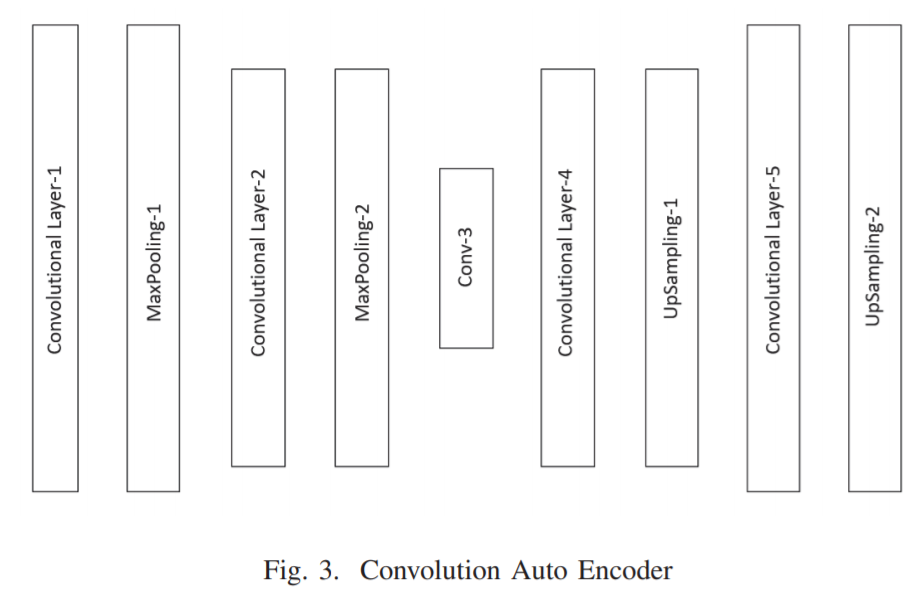 Convolutional Layer-1
MaxPooling-1
Convolutional Layer-2
MaxPooling-2
Conv-3
Convolutional Layer-4
UpSampling-1
Convolutional Layer-5
UpSampling-2
Fig. 3. Convolution Auto Encoder